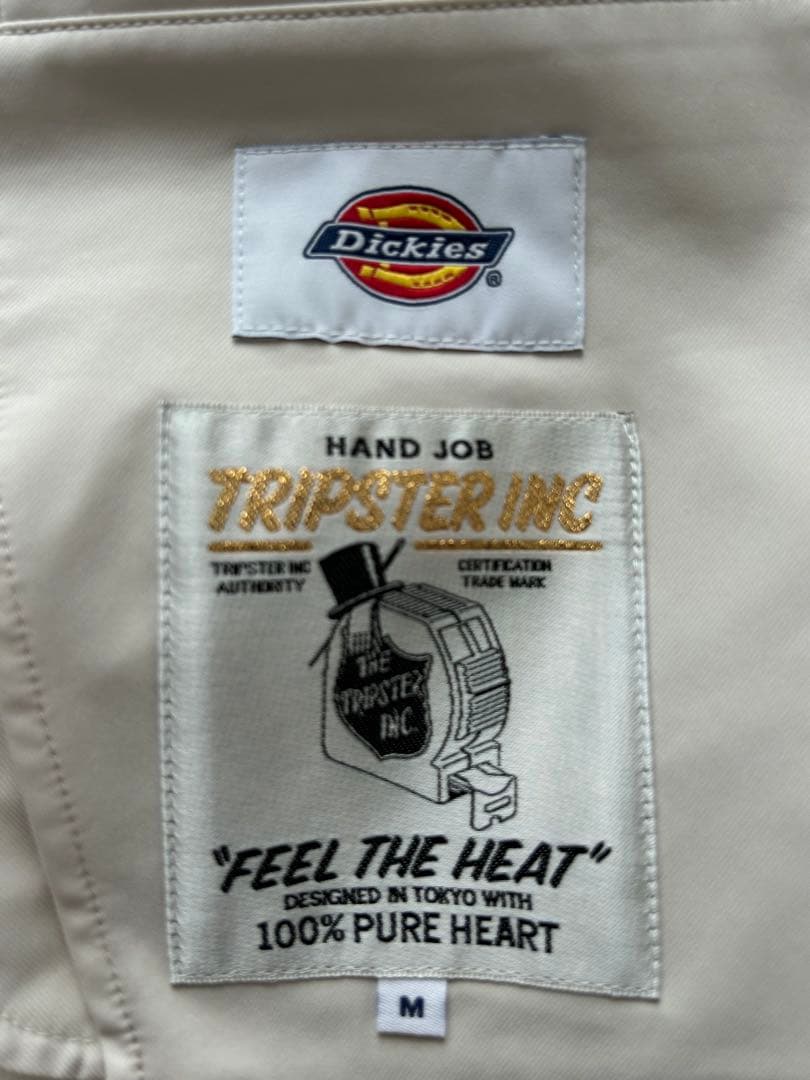 Dickies
®
HAND JOB
TRIPSTER INC
TRIPSTER INC
AUTHORITY
CERTIFICATION
TRADE MARK
THE
TRIPSTER
INC.
"FEEL THE HEAT"
DESIGNED IN TOKYO WITH
100% PURE HEART
M